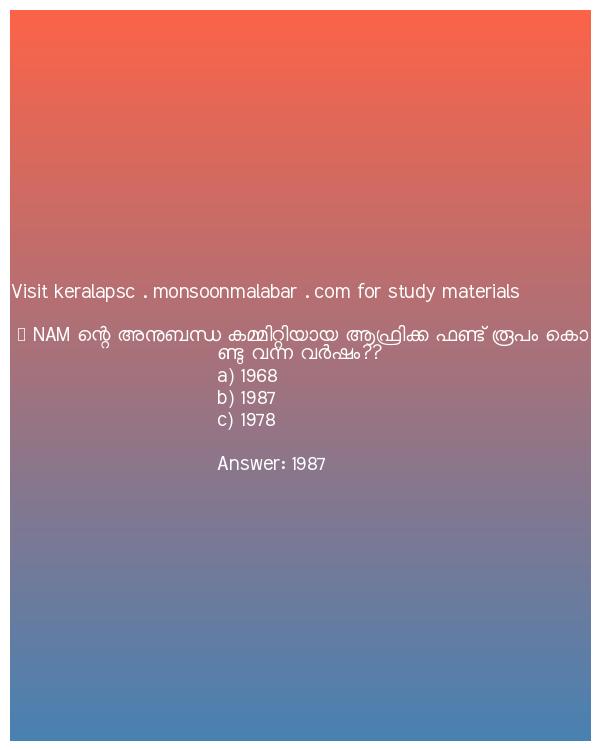 Visit keralapsc . monsoonmalabar . com for study materials
NAM ന്റെ അനുബന്ധ കമ്മിറ്റിയായ ആഫ്രിക്ക ഫണ്ട് രൂപം കൊ
ണ്ടു വന്ന വർഷം??
a) 1968
b) 1987
c) 1978
Answer: 1987